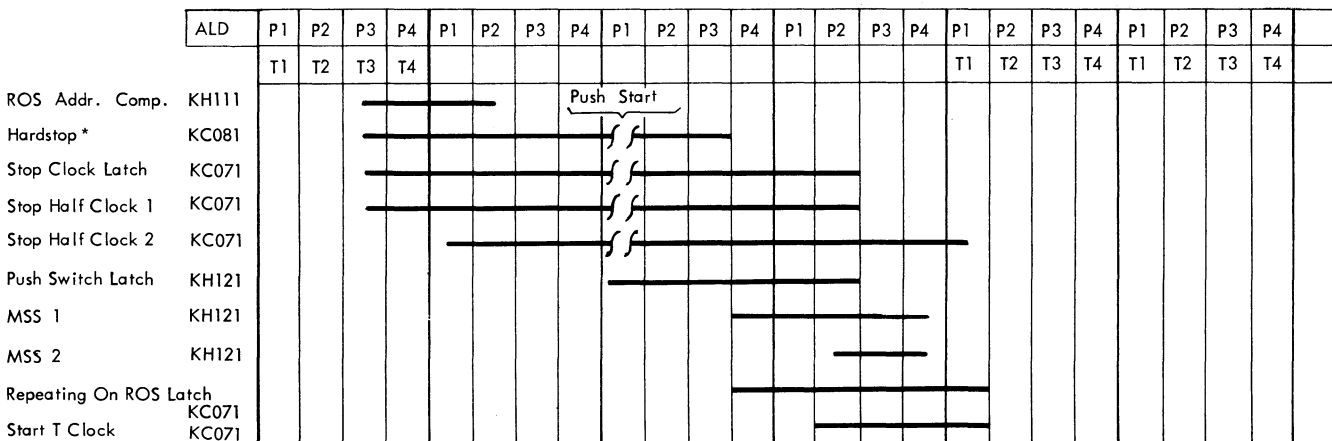 ALD P1 P2 P3 P4 P1 P2 P3 P4 P1 P2 P3 P4 P1 P2 P3 P4 P1 P2 P3 P4 P1 P2 P3 P4
T1 T2 T3 T4 T1 T2 T3 T4 T1 T2 T3 T4
ROS Addr. Comp. KH111 Push Start
Hardstop * KC081
Stop Clock Latch KC071
Stop Half Clock 1 KC071
Stop Half Clock 2 KC071
Push Switch Latch KH121
MSS 1 KH121
MSS 2 KH121
Repeating On ROS Latch
KC071
Start T Clock KC071